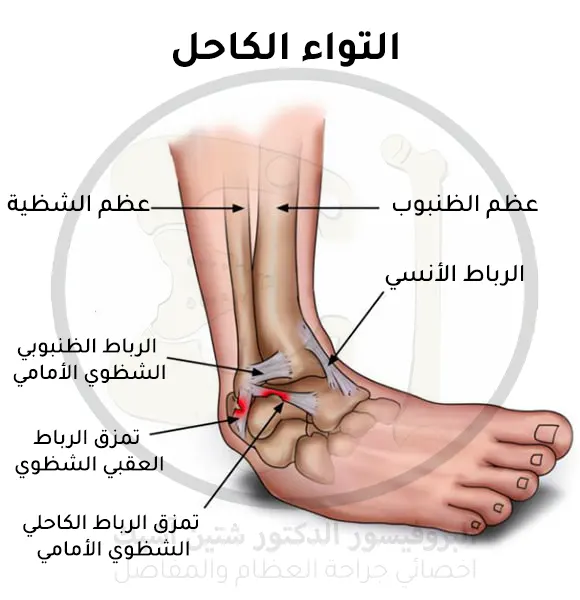 التواء الكاحل
عظم الشظية
عظم الظنبوب
الرباط الأنسي
الرباط الظنبوبي
الشظوي الأمامي
تمزق الرباط
العقبي الشظوي
تمزق الرباط الكاحلي
الشظوي الأمامي
البروفيسور الدكتور شتين
اخصائي جراحة العظام والمفاصل